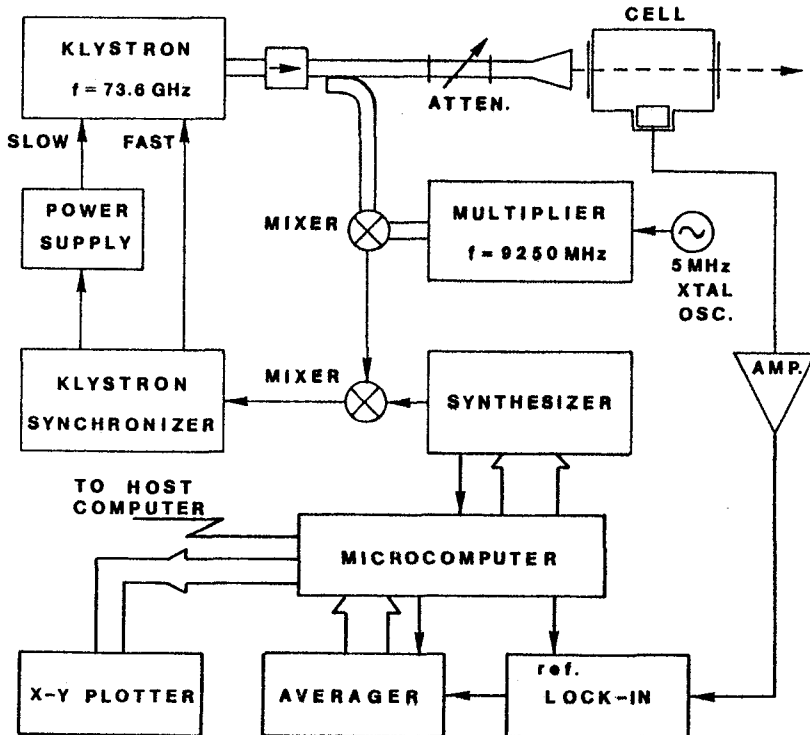 CELL
KLYSTRON
f = 73.6 GHz
ATTEN.
SLOW
FAST
POWER
SUPPLY
MIXER
MULTIPLIER
f = 9250 MHz
5 MHz
XTAL
OSC.
AMP.
KLYSTRON
SYNCHRONIZER
MIXER
SYNTHESIZER
TO HOST
COMPUTER
MICROCOMPUTER
X-Y PLOTTER
AVERAGER
ref.
LOCK-IN